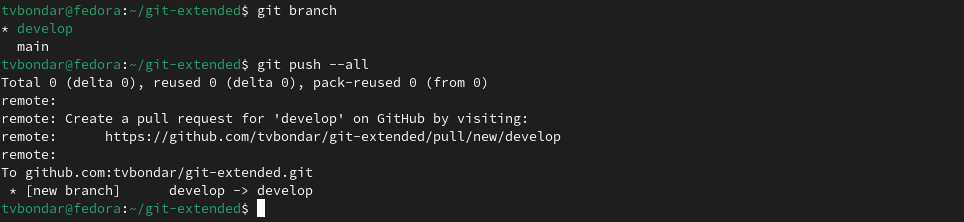 tvbondar@fedora:~/git-extended$ git branch
* develop
  main
tvbondar@fedora:~/git-extended$ git push --all
Total 0 (delta 0), reused 0 (delta 0), pack-reused 0 (from 0)
remote:
remote: Create a pull request for 'develop' on GitHub by visiting:
remote:      https://github.com/tvbondar/git-extended/pull/new/develop
remote:
To github.com:tvbondar/git-extended.git
 * [new branch]      develop -> develop
tvbondar@fedora:~/git-extended$